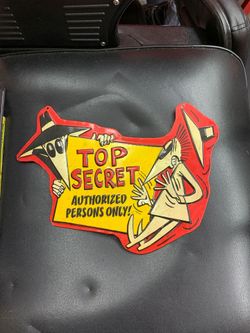 TOP
SECRET
AUTHORIZED
PERSONS ONLY!